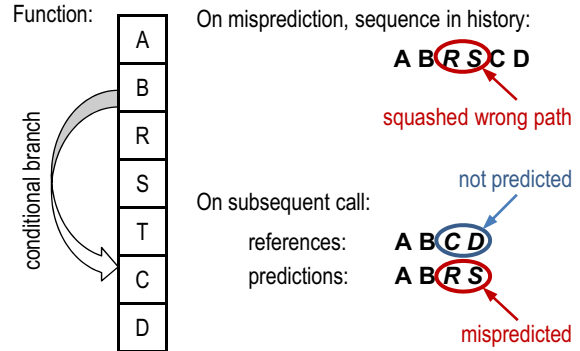 Function:
A
B
R
S
T
C
D
conditional branch
On misprediction, sequence in history:
A B R S C D
squashed wrong path
not predicted
On subsequent call:
references: A B C D
predictions: A B R S
mispredicted